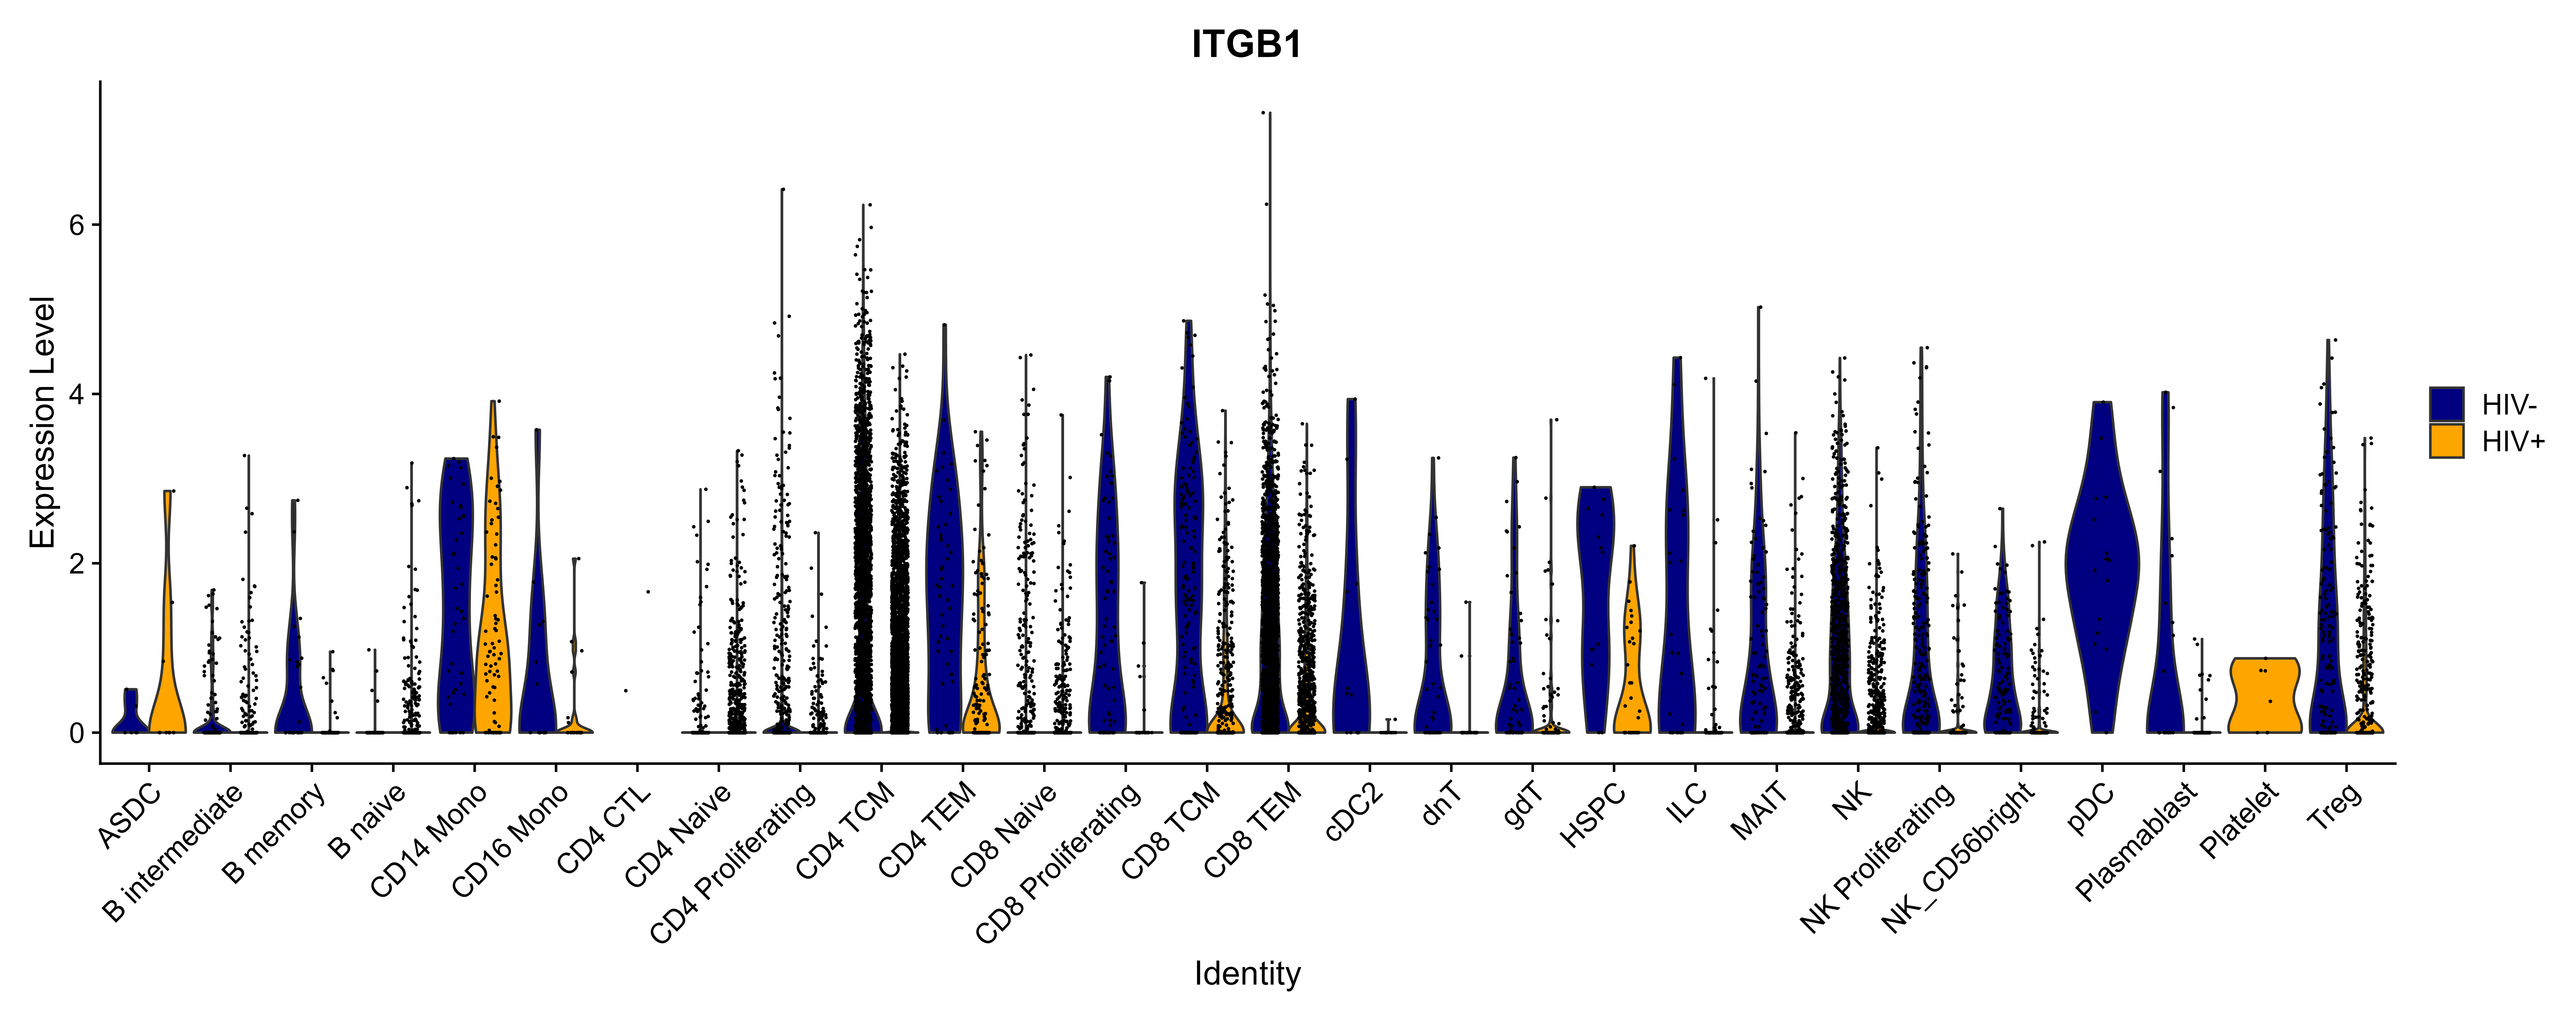 ITGB1
Expression Level
6
4
2
0
ASDC
B intermediate
B memory
B naive
CD14 Mono
CD16 Mono
CD4 CTL
CD4 Naive
CD4 Proliferating
CD4 TCM
CD4 TEM
CD8 Naive
CD8 Proliferating
CD8 TCM
CD8 TEM
cDC2
dnT
gdT
HSPC
ILC
MAIT
NK
NK Proliferating
NK_CD56bright
pDC
Plasmablast
Platelet
Treg
Identity
HIV-
HIV+